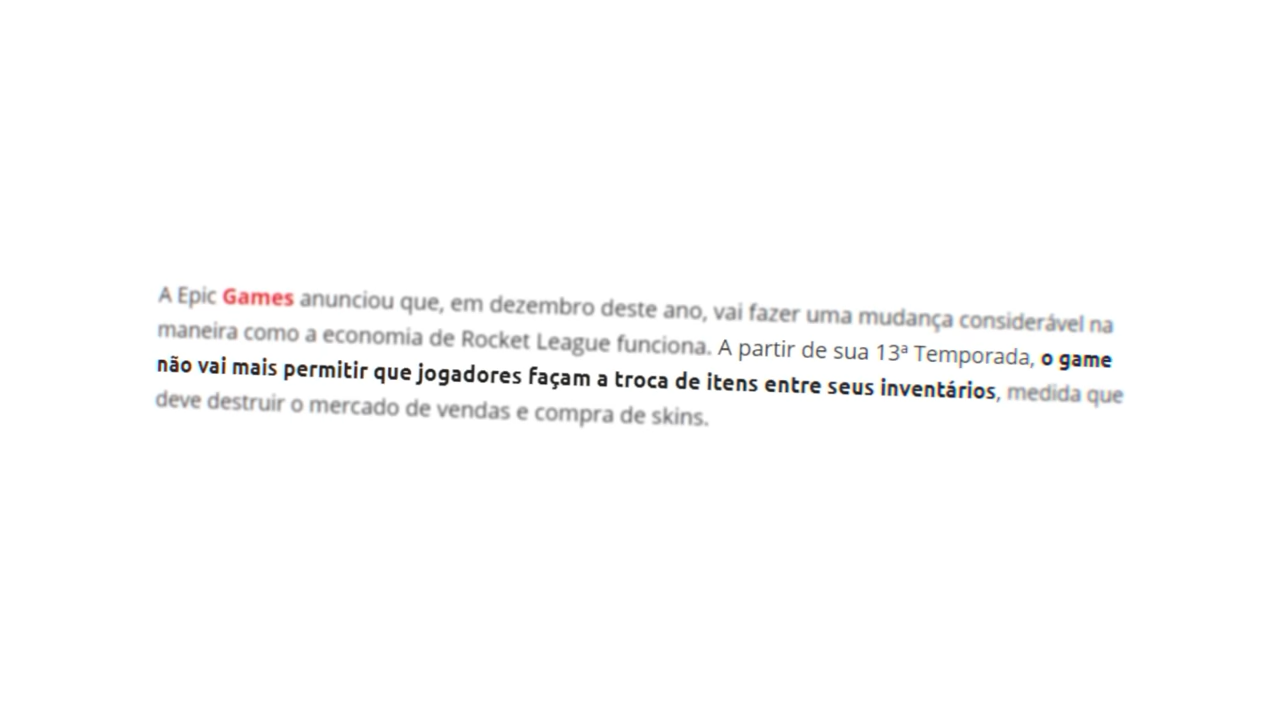 A Epic Games anunciou que, em dezembro deste ano, vai fazer uma mudança considerável na
maneira como a economia de Rocket League funciona. A partir de sua 13ª Temporada, o game
não vai mais permitir que jogadores façam a troca de itens entre seus inventários, medida que
deve destruir o mercado de vendas e compra de skins.